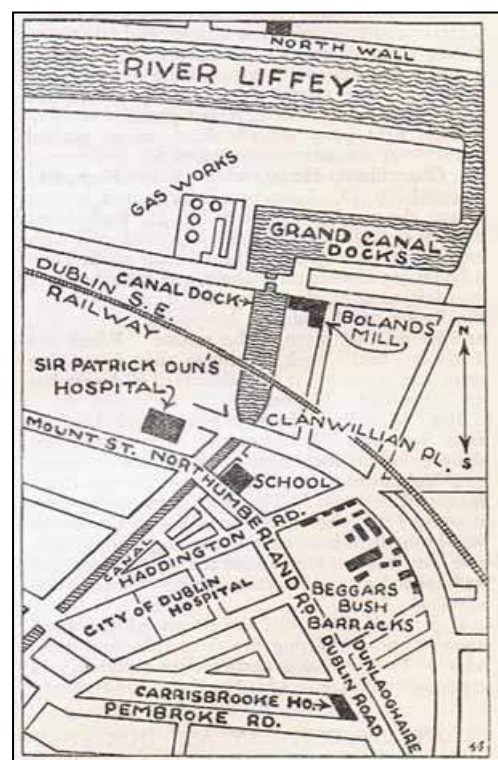 NORTH WALL
RIVER LIFFEY
GAS WORKS
GRAND CANAL
DOCKS
CANAL DOCK
DUBLIN S.E.
RAILWAY
BOLANDS
MILL
N
S
SIR PATRICK DUN'S
HOSPITAL
CLANWILLIAN PL.
MOUNT ST.
NORTHUMBERLAND RD.
SCHOOL
CANAL
HADDINGTON RD.
CITY OF DUBLIN
HOSPITAL
BEGGARS
BUSH
BARRACKS
DUNLAOGHAIRE
DUBLIN ROAD
CARRISBROOKE HO.
PEMBROKE RD.